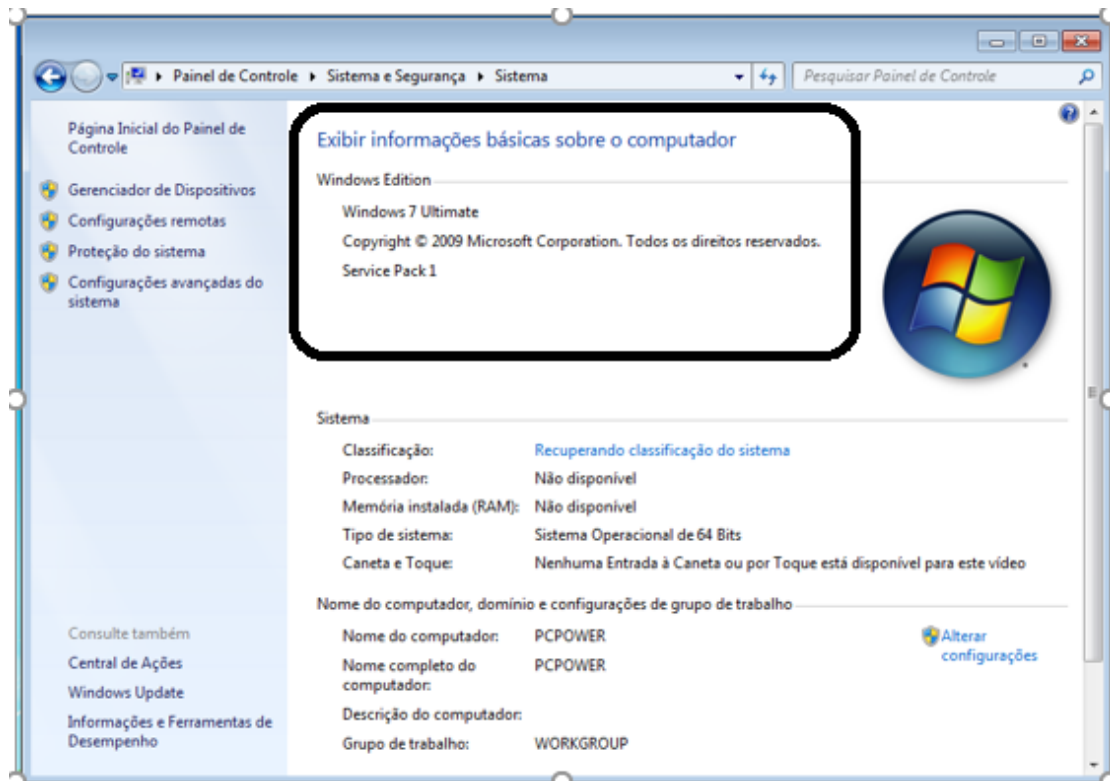 Painel de Controle ▸ Sistema e Segurança ▸ Sistema
Pesquisar Painel de Controle
Página Inicial do Painel de
Controle
Gerenciador de Dispositivos
Configurações remotas
Proteção do sistema
Configurações avançadas do
sistema
Consulte também
Central de Ações
Windows Update
Informações e Ferramentas de
Desempenho
Exibir informações básicas sobre o computador
Windows Edition
Windows 7 Ultimate
Copyright © 2009 Microsoft Corporation. Todos os direitos reservados.
Service Pack 1
Sistema
Classificação: Recuperando classificação do sistema
Processador: Não disponível
Memória instalada (RAM): Não disponível
Tipo de sistema: Sistema Operacional de 64 Bits
Caneta e Toque: Nenhuma Entrada à Caneta ou por Toque está disponível para este vídeo
Nome do computador, domínio e configurações de grupo de trabalho
Nome do computador: PCPOWER
Alterar
configurações
Nome completo do
computador: PCPOWER
Descrição do computador:
Grupo de trabalho: WORKGROUP